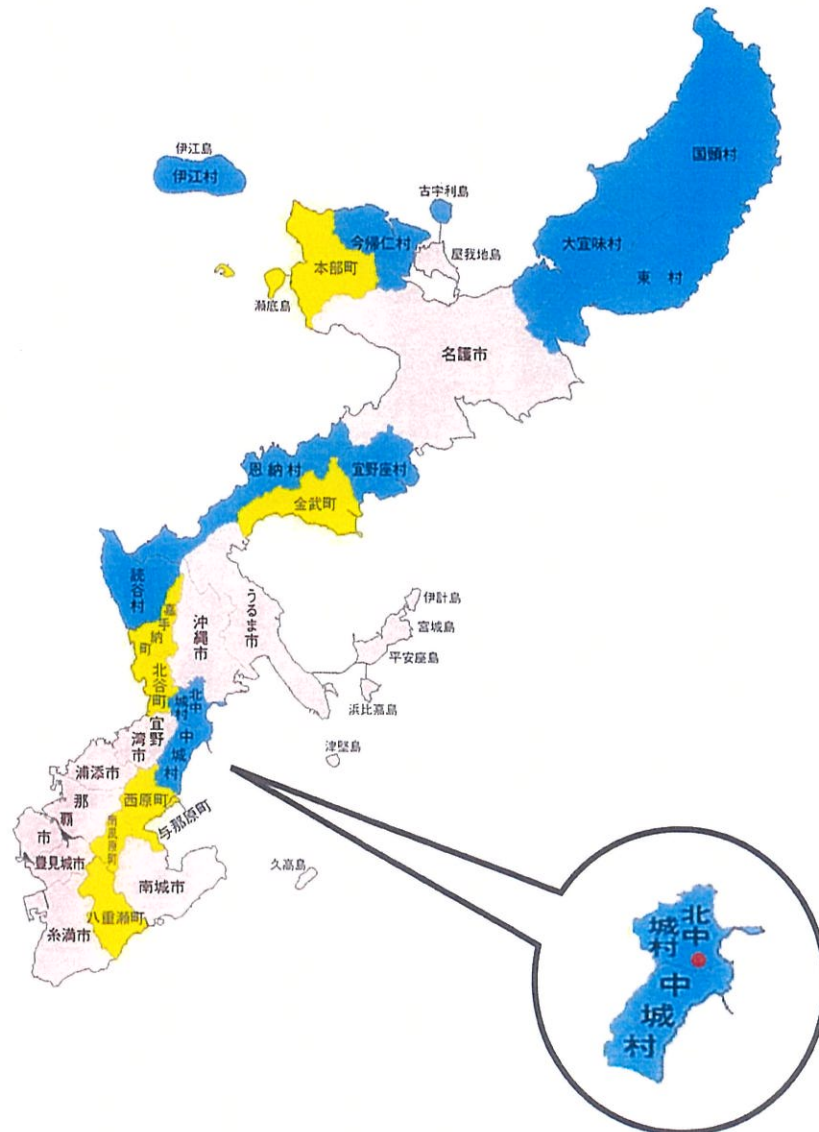 伊江島
伊江村
国頭村
古宇利島
今帰仁村
大宜味村
本部町
屋我地島
東 村
瀬底島
名護市
恩納村
宜野座村
金武町
読谷村
嘉手納町
うるま市
沖縄市
伊計島
宮城島
平安座島
浜比嘉島
北谷町
北中城村
宜野湾市
中城村
津堅島
浦添市
西原町
那覇市
与那原町
南風原町
豊見城市
久高島
南城市
八重瀬町
糸満市
北中城村
中城村